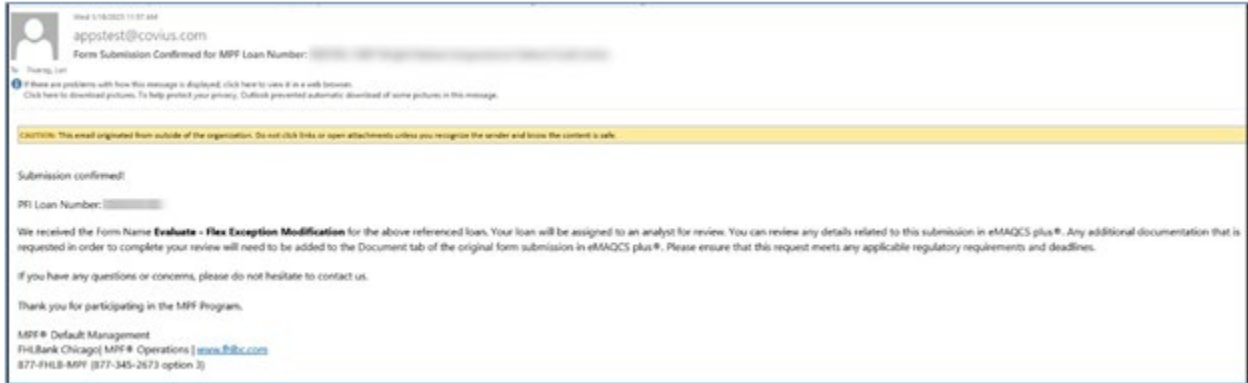 Wed 1/18/2023 11:57 AM
appstest@covius.com
Form Submission Confirmed for MPF Loan Number:
To
If there are problems with how this message is displayed, click here to view it in a web browser.
Click here to download pictures. To help protect your privacy, Outlook prevented automatic download of some pictures in this message.
CAUTION: This email originated from outside of the organization. Do not click links or open attachments unless you recognize the sender and know the content is safe.
Submission confirmed!
PFI Loan Number:
We received the Form Name Evaluate - Flex Exception Modification for the above referenced loan. Your loan will be assigned to an analyst for review. You can review any details related to this submission in eMAQCS plus®. Any additional documentation that is
requested in order to complete your review will need to be added to the Document tab of the original form submission in eMAQCS plus®. Please ensure that this request meets any applicable regulatory requirements and deadlines.
If you have any questions or concerns, please do not hesitate to contact us.
Thank you for participating in the MPF Program.
MPF® Default Management
FHLBank Chicago| MPF® Operations | www.fhlbc.com
877-FHLB-MPF (877-345-2673 option 3)